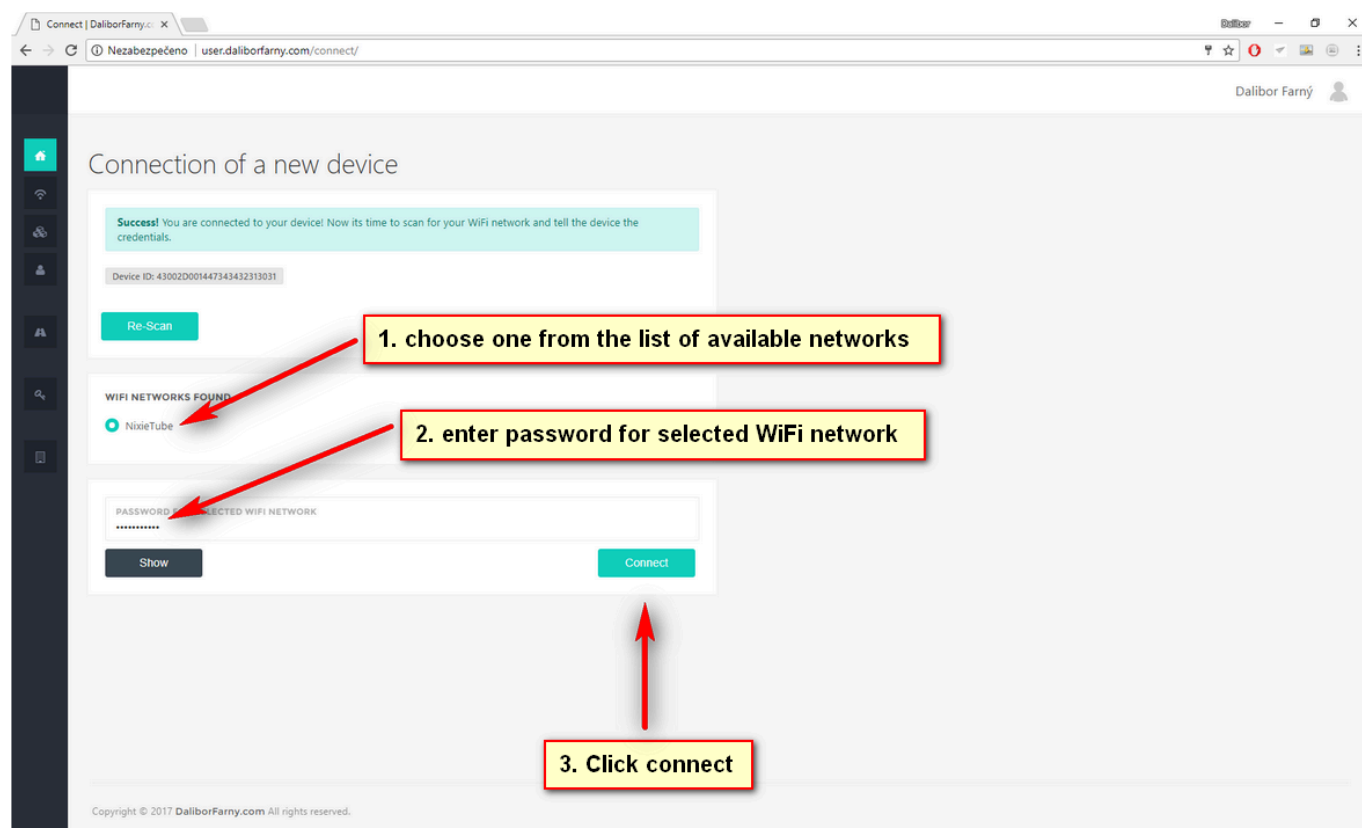 Connect | DaliborFarny.c
Dalibor
Nezabezpečeno user.daliborfarny.com/connect/
Dalibor Farný
Connection of a new device
Success! You are connected to your device! Now its time to scan for your WiFi network and tell the device the
credentials.
Device ID: 43002D001447343432313031
Re-Scan
1. choose one from the list of available networks
WIFI NETWORKS FOUND
NixieTube
2. enter password for selected WiFi network
PASSWORD LECTED WIFI NETWORK
•••••••••••
Show
Connect
3. Click connect
Copyright © 2017 DaliborFarny.com All rights reserved.